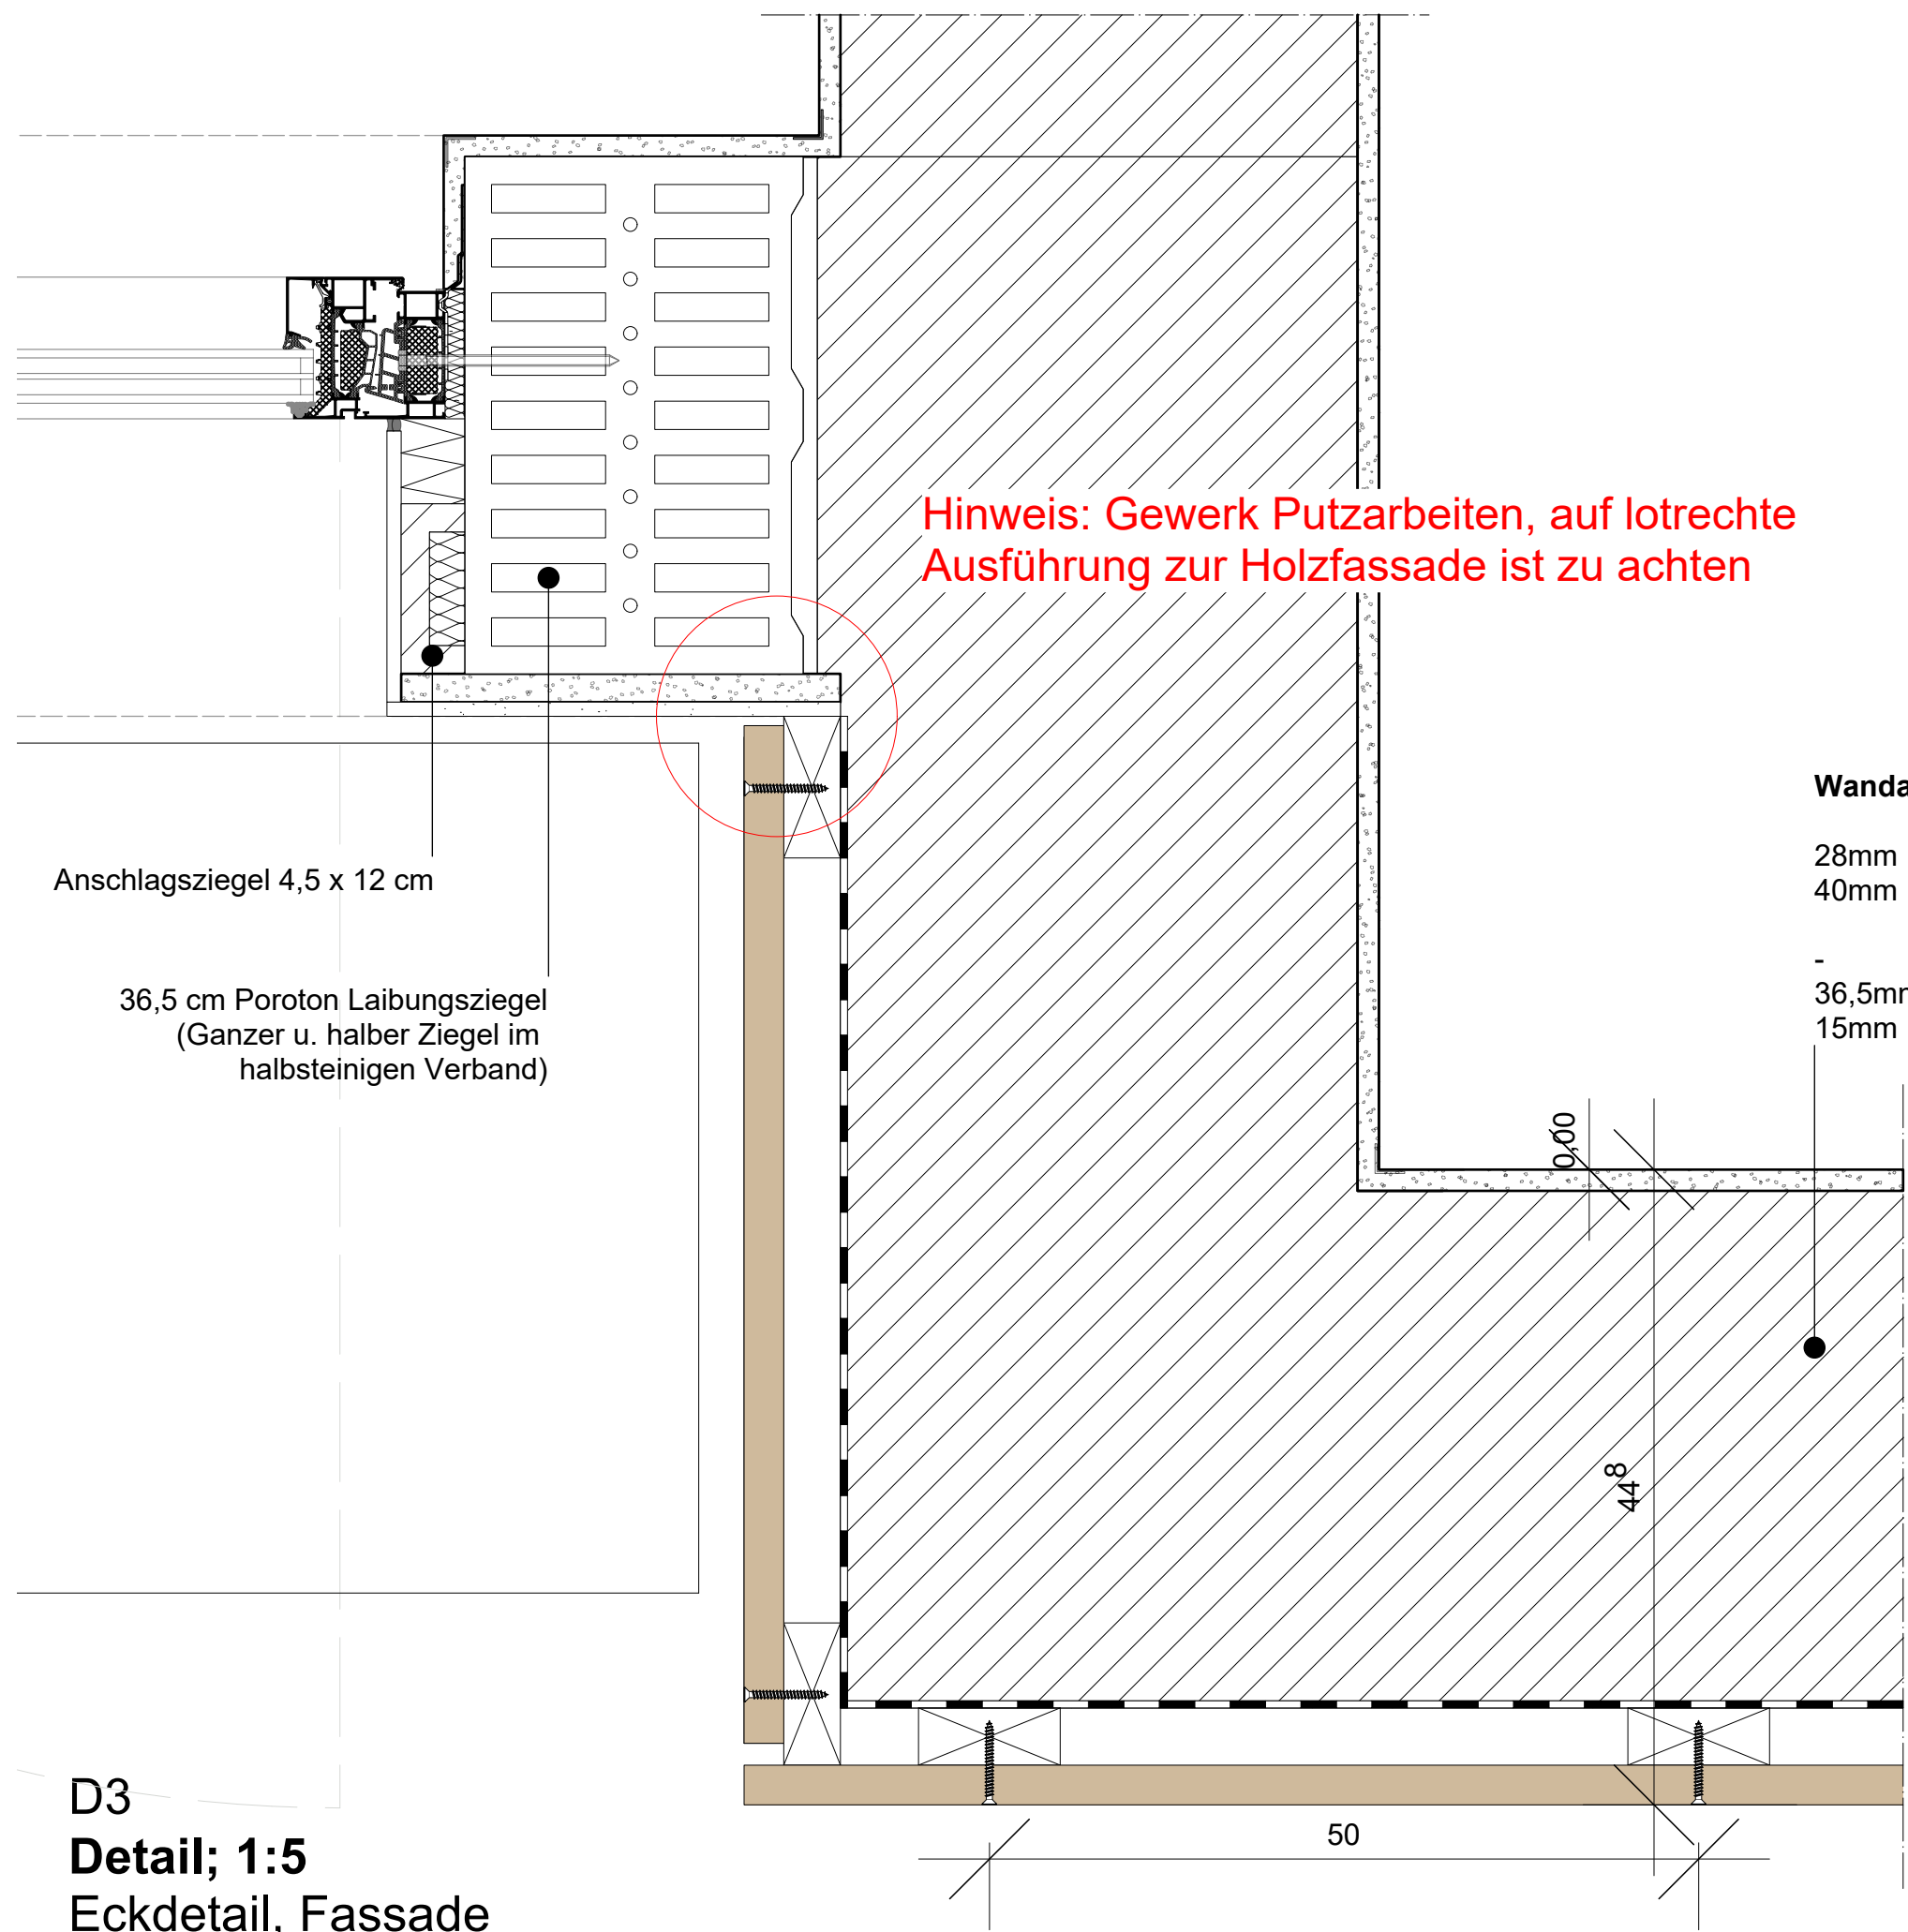 Hinweis: Gewerk Putzarbeiten, auf lotrechte
Ausführung zur Holzfassade ist zu achten
Wanda
28mm
40mm
-
36,5mm
15mm
Anschlagsziegel 4,5 x 12 cm
36,5 cm Poroton Laibungsziegel
(Ganzer u. halber Ziegel im
halbsteinigen Verband)
0,00
44 8
50
D3
Detail; 1:5
Eckdetail, Fassade